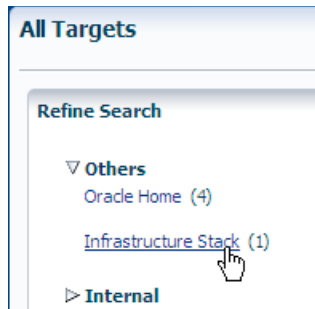 All Targets
Refine Search
Others
Oracle Home (4)
Infrastructure Stack (1)
Internal